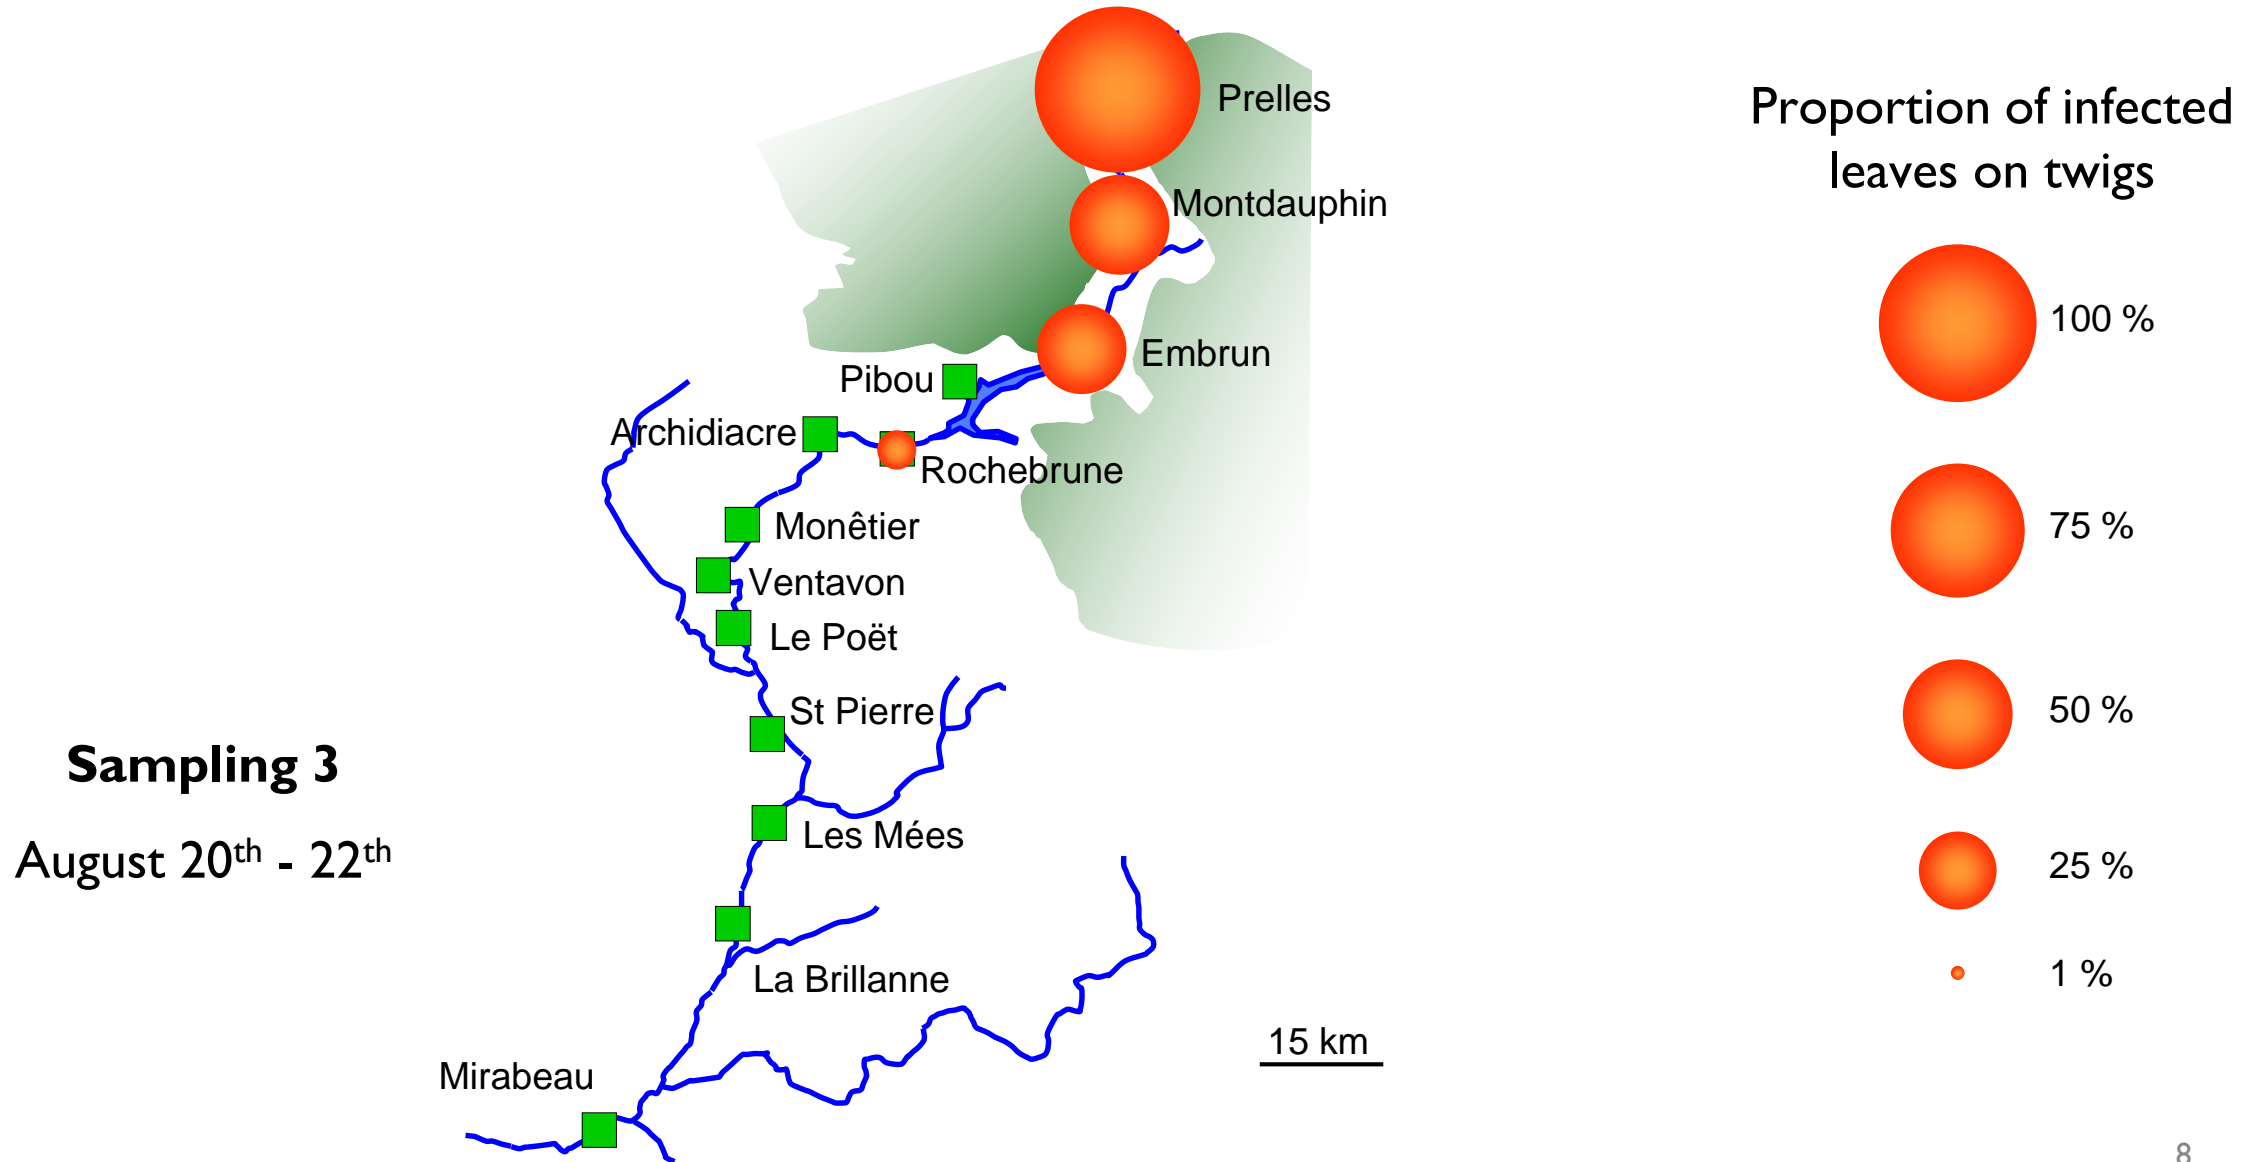 Prelles
Proportion of infected
leaves on twigs
Montdauphin
100 %
Embrun
Pibou
Archidiacre
Rochebrune
Monêtier
75 %
Ventavon
Le Poët
St Pierre
50 %
Sampling 3
Les Mées
August 20th - 22th
25 %
La Brillanne
1 %
15 km
Mirabeau
8